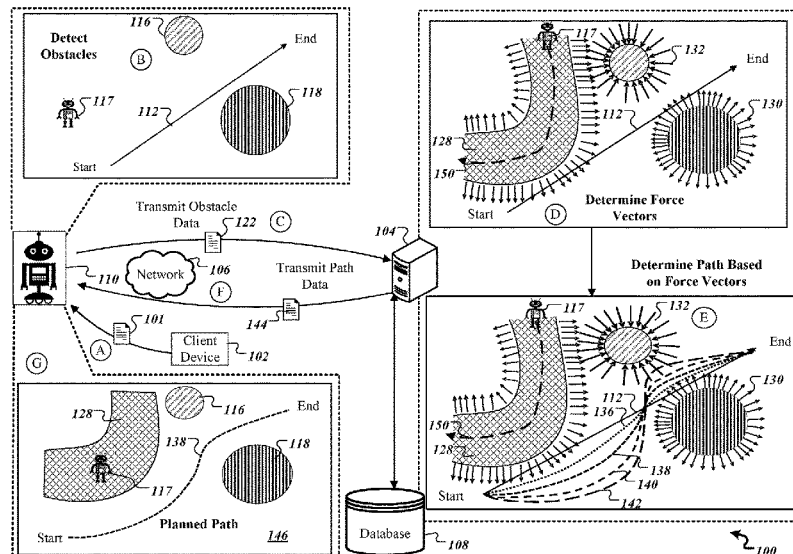 Detect
Obstacles
116
B
End
117
112
118
Start
117
132
End
112
130
128
150
Start
D
Determine Force
Vectors
Transmit Obstacle
Data
122
C
104
110
Network
106
Transmit Path
Data
F
144
101
A
Client
Device
102
G
Determine Path Based
on Force Vectors
117
132
E
End
130
112
136
150
128
138
140
142
Start
128
116
End
138
118
117
Start
Planned Path
146
Database
108
100